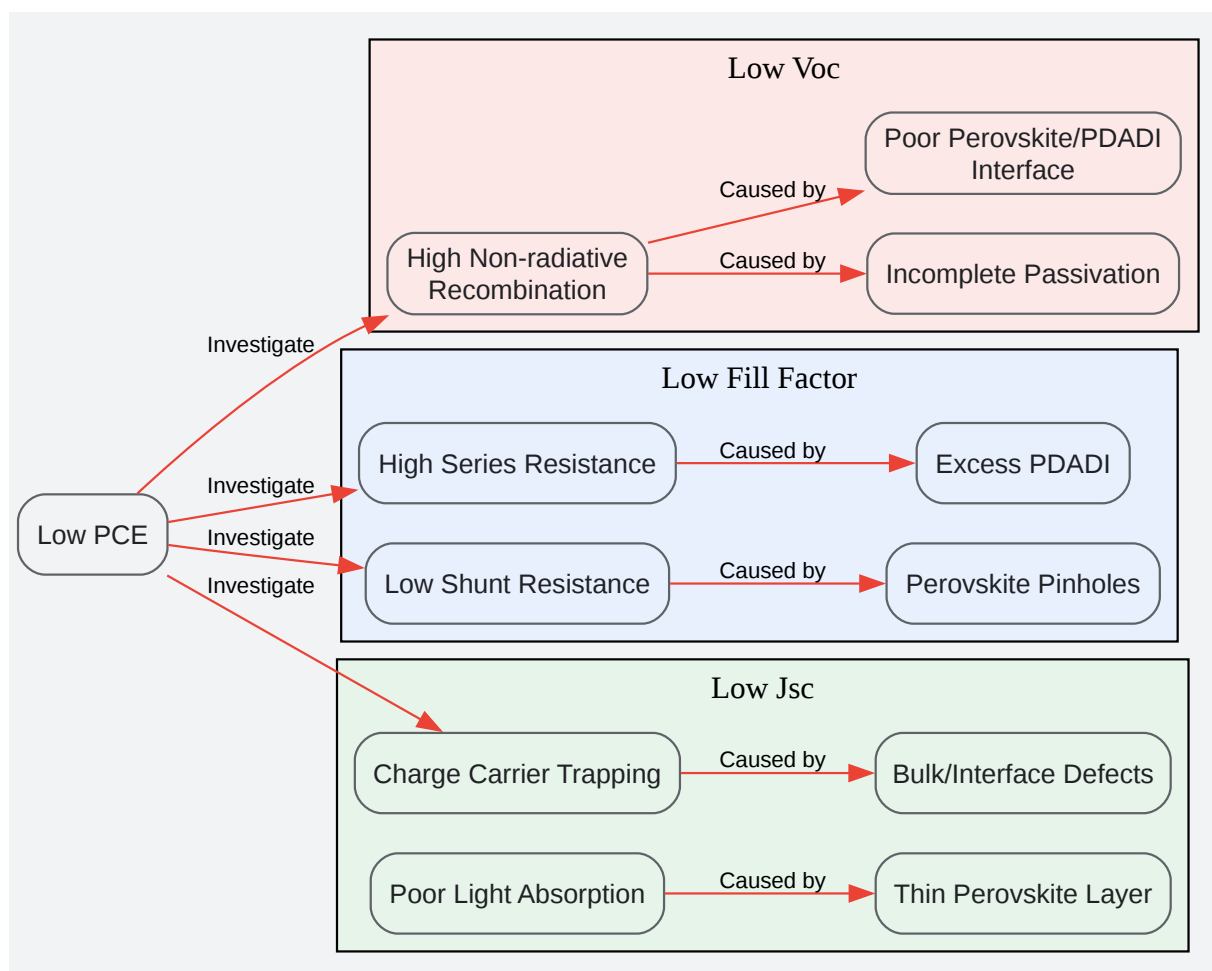 Low Voc
Poor Perovskite/PDADI
Interface
Caused by
High Non-radiative
Recombination
Caused by
Incomplete Passivation
Investigate
Low Fill Factor
High Series Resistance
Caused by
Excess PDADI
Investigate
Low PCE
Investigate
Low Shunt Resistance
Caused by
Perovskite Pinholes
Investigate
Low Jsc
Charge Carrier Trapping
Caused by
Bulk/Interface Defects
Poor Light Absorption
Caused by
Thin Perovskite Layer